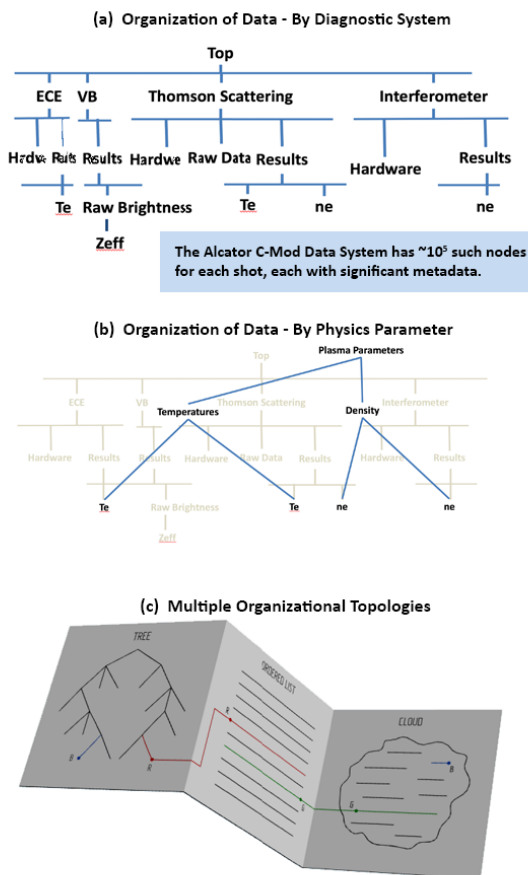 (a) Organization of Data - By Diagnostic System
Top
ECE VB Thomson Scattering Interferometer
Results Hardwe Raw Data Results Hardware Results
Te Raw Brightness Te ne ne
Zeff
The Alcator C-Mod Data System has ~10⁵ such nodes
for each shot, each with significant metadata.
(b) Organization of Data - By Physics Parameter
Plasma Parameters
Top
ECE VB Thomson Scattering Interferometer
Temperatures Density
Hardware Results Results Hardware Raw Data Results Hardware Results
Te Raw Brightness Te ne ne
Zeff
(c) Multiple Organizational Topologies
TREE
ORDERED LIST
CLOUD
R
B
R
G
G
B